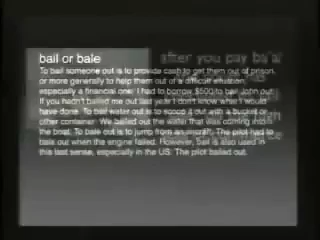 bail or bale
after you pay
To bail someone out is to provide cash to get them out of prison,
or more generally to help them out of a difficult situation,
especially a financial one: I had to borrow $500 to bail John out.
If you hadn't bailed me out last year I don't know what I would
have done. To bail water out is to scoop it out with a bucket or
other container: We bailed out the water that was coming into
the boat. To bale out is to jump from an aircraft: The pilot had to
bale out when the engine failed. However, bail is also used in
this last sense, especially in the US: The pilot bailed out.